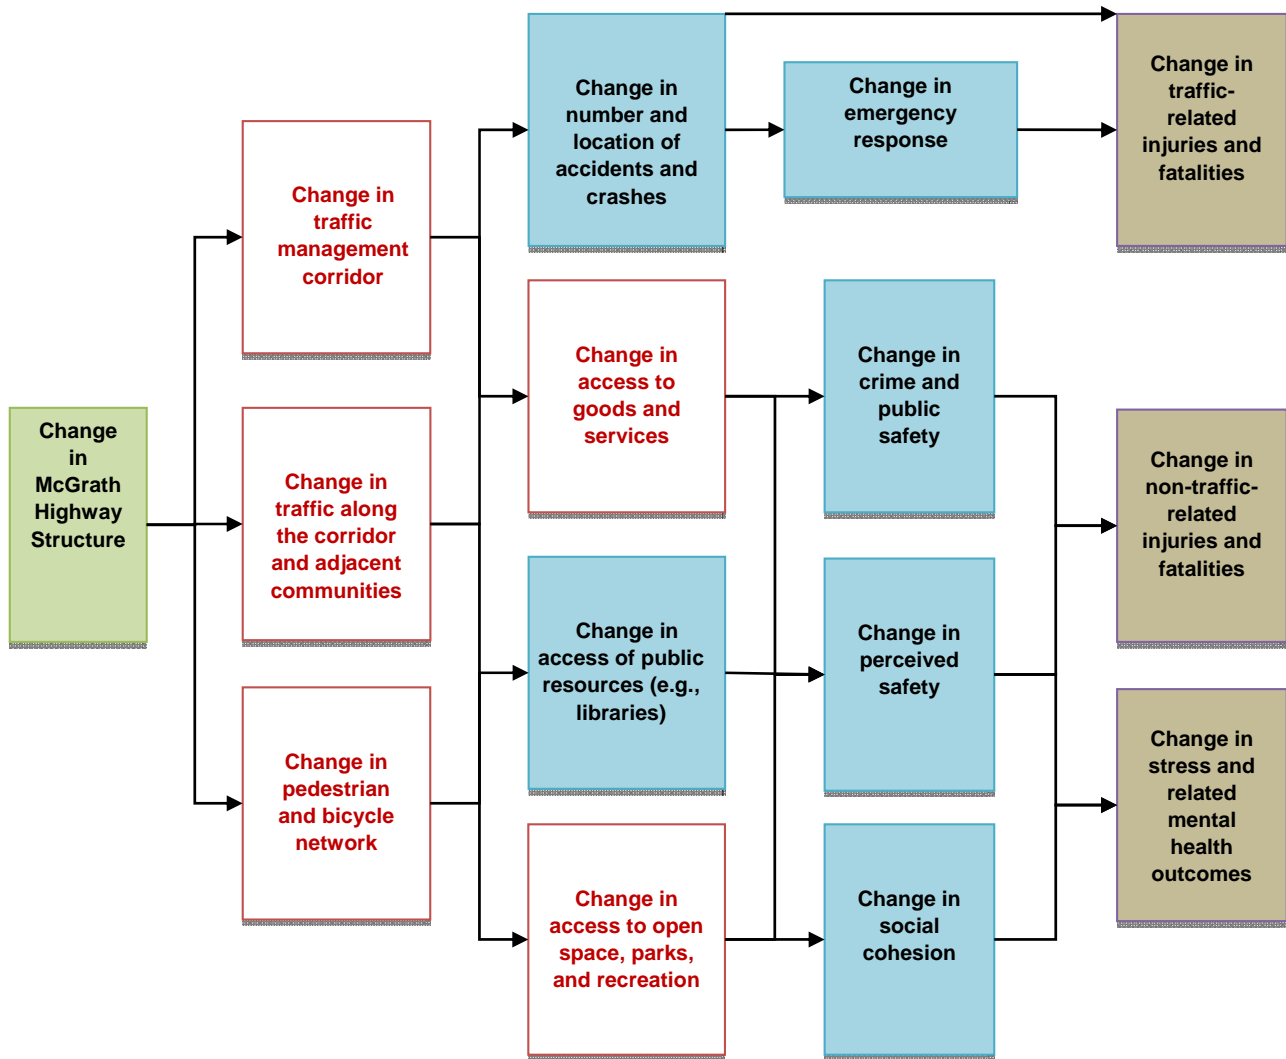 Change
in
McGrath
Highway
Structure
Change in
traffic
management
corridor
Change in
traffic along
the corridor
and adjacent
communities
Change in
pedestrian
and bicycle
network
Change in
number and
location of
accidents and
crashes
Change in
access to
goods and
services
Change in
access of public
resources (e.g.,
libraries)
Change in
access to open
space, parks,
and recreation
Change in
emergency
response
Change in
crime and
public
safety
Change in
perceived
safety
Change in
social
cohesion
Change in
traffic-
related
injuries and
fatalities
Change in
non-traffic-
related
injuries and
fatalities
Change in
stress and
related
mental
health
outcomes